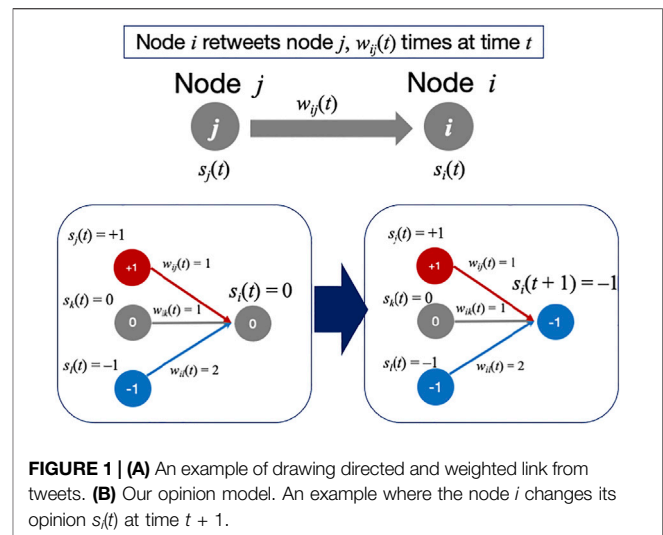 Node i retweets node j, wij(t) times at time t
Node j
Node i
wij(t)
j
i
sj(t)
si(t)
sj(t) = +1
+1
wij(t) = 1
sk(t) = 0
0
wik(t) = 1
si(t) = 0
0
sl(t) = −1
-1
wil(t) = 2
sj(t) = +1
+1
wij(t) = 1
sk(t) = 0
0
wik(t) = 1
si(t + 1) = −1
-1
sl(t) = −1
-1
wil(t) = 2
FIGURE 1 | (A) An example of drawing directed and weighted link from
tweets. (B) Our opinion model. An example where the node i changes its
opinion si(t) at time t + 1.